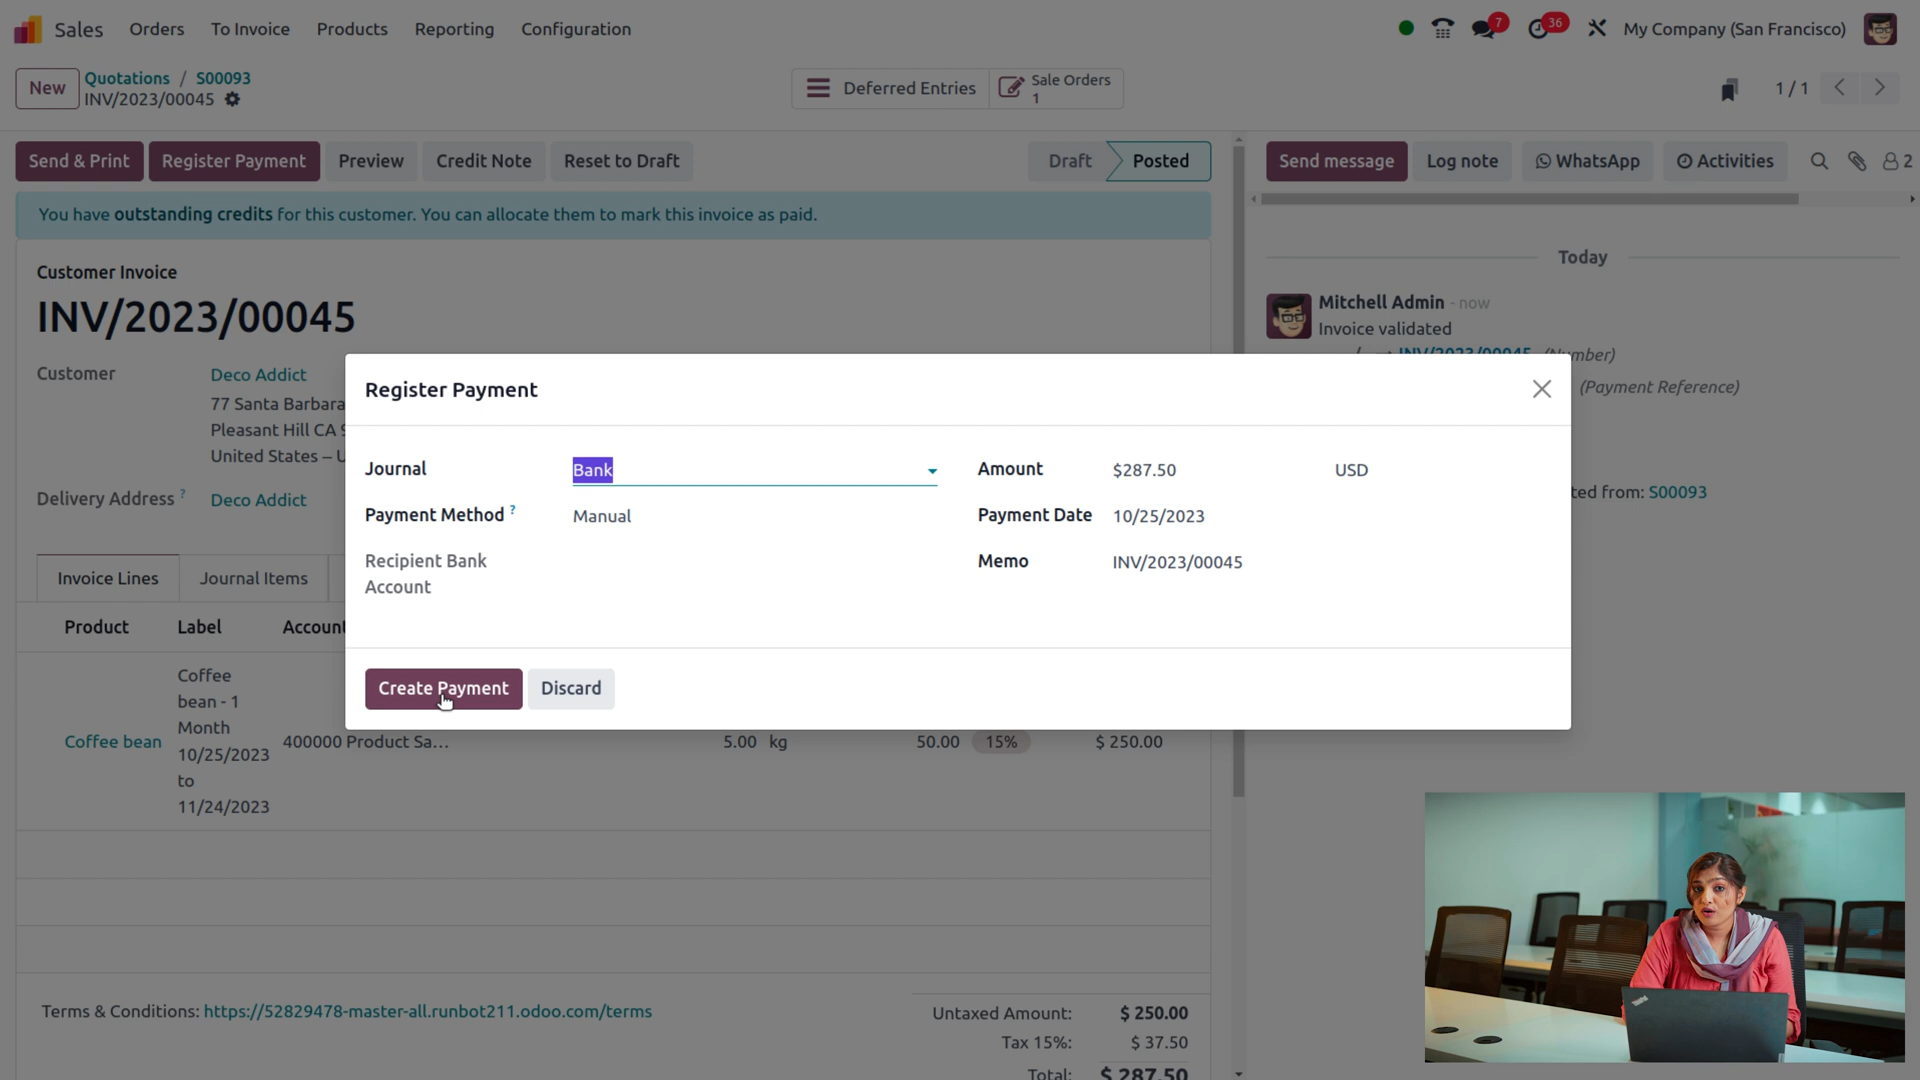 Sales Orders To Invoice Products Reporting Configuration 7 36 My Company (San Francisco)
New Quotations / S00093
INV/2023/00045
Deferred Entries
Sale Orders
1
1 / 1
Send & Print Register Payment Preview Credit Note Reset to Draft Draft Posted
Send message Log note WhatsApp Activities 2
You have outstanding credits for this customer. You can allocate them to mark this invoice as paid.
Customer Invoice
INV/2023/00045
Customer Deco Addict
77 Santa Barbara
Pleasant Hill CA
United States –
Delivery Address ? Deco Addict
Invoice Lines Journal Items
Product Label Account
Coffee bean
Coffee
bean - 1
Month
10/25/2023
to
11/24/2023
400000 Product Sa... 5.00 kg 50.00 15% $ 250.00
Terms & Conditions: https://52829478-master-all.runbot211.odoo.com/terms
Untaxed Amount: $ 250.00
Tax 15%: $ 37.50
Total: $ 287.50
Today
Mitchell Admin - now
Invoice validated
INV/2023/00045 (Number)
(Payment Reference)
ted from: S00093
Register Payment
Journal Bank
Payment Method ? Manual
Recipient Bank
Account
Amount $287.50 USD
Payment Date 10/25/2023
Memo INV/2023/00045
Create Payment Discard